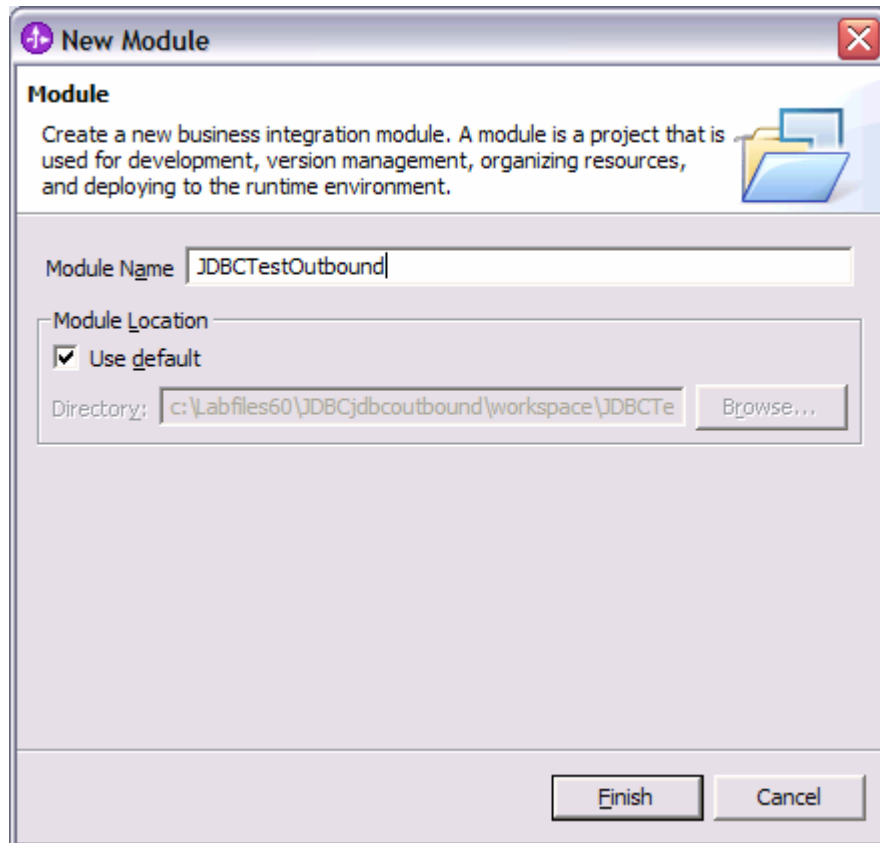 New Module
Module
Create a new business integration module. A module is a project that is
used for development, version management, organizing resources,
and deploying to the runtime environment.
Module Name JDBCTestOutbound
Module Location
Use default
Directory: c:\Labfiles60\JDBCjdbcoutbound\workspace\JDBCTe Browse...
Finish Cancel